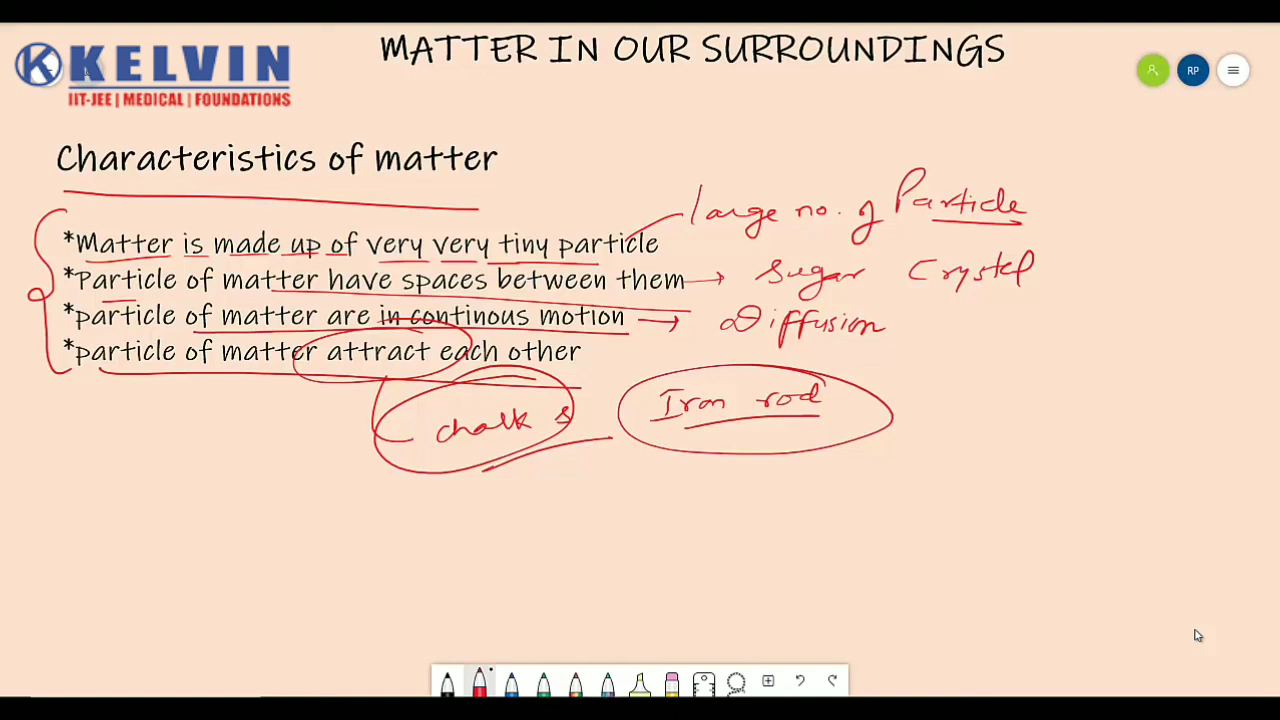 KELVIN
IIT-JEE | MEDICAL | FOUNDATIONS
MATTER IN OUR SURROUNDINGS
RP
Characteristics of matter
large no. of Particle
*Matter is made up of very very tiny particle
*Particle of matter have spaces between them → Sugar Crystel
*particle of matter are in continous motion → Diffusion
*particle of matter attract each other
chalk s Iron rod